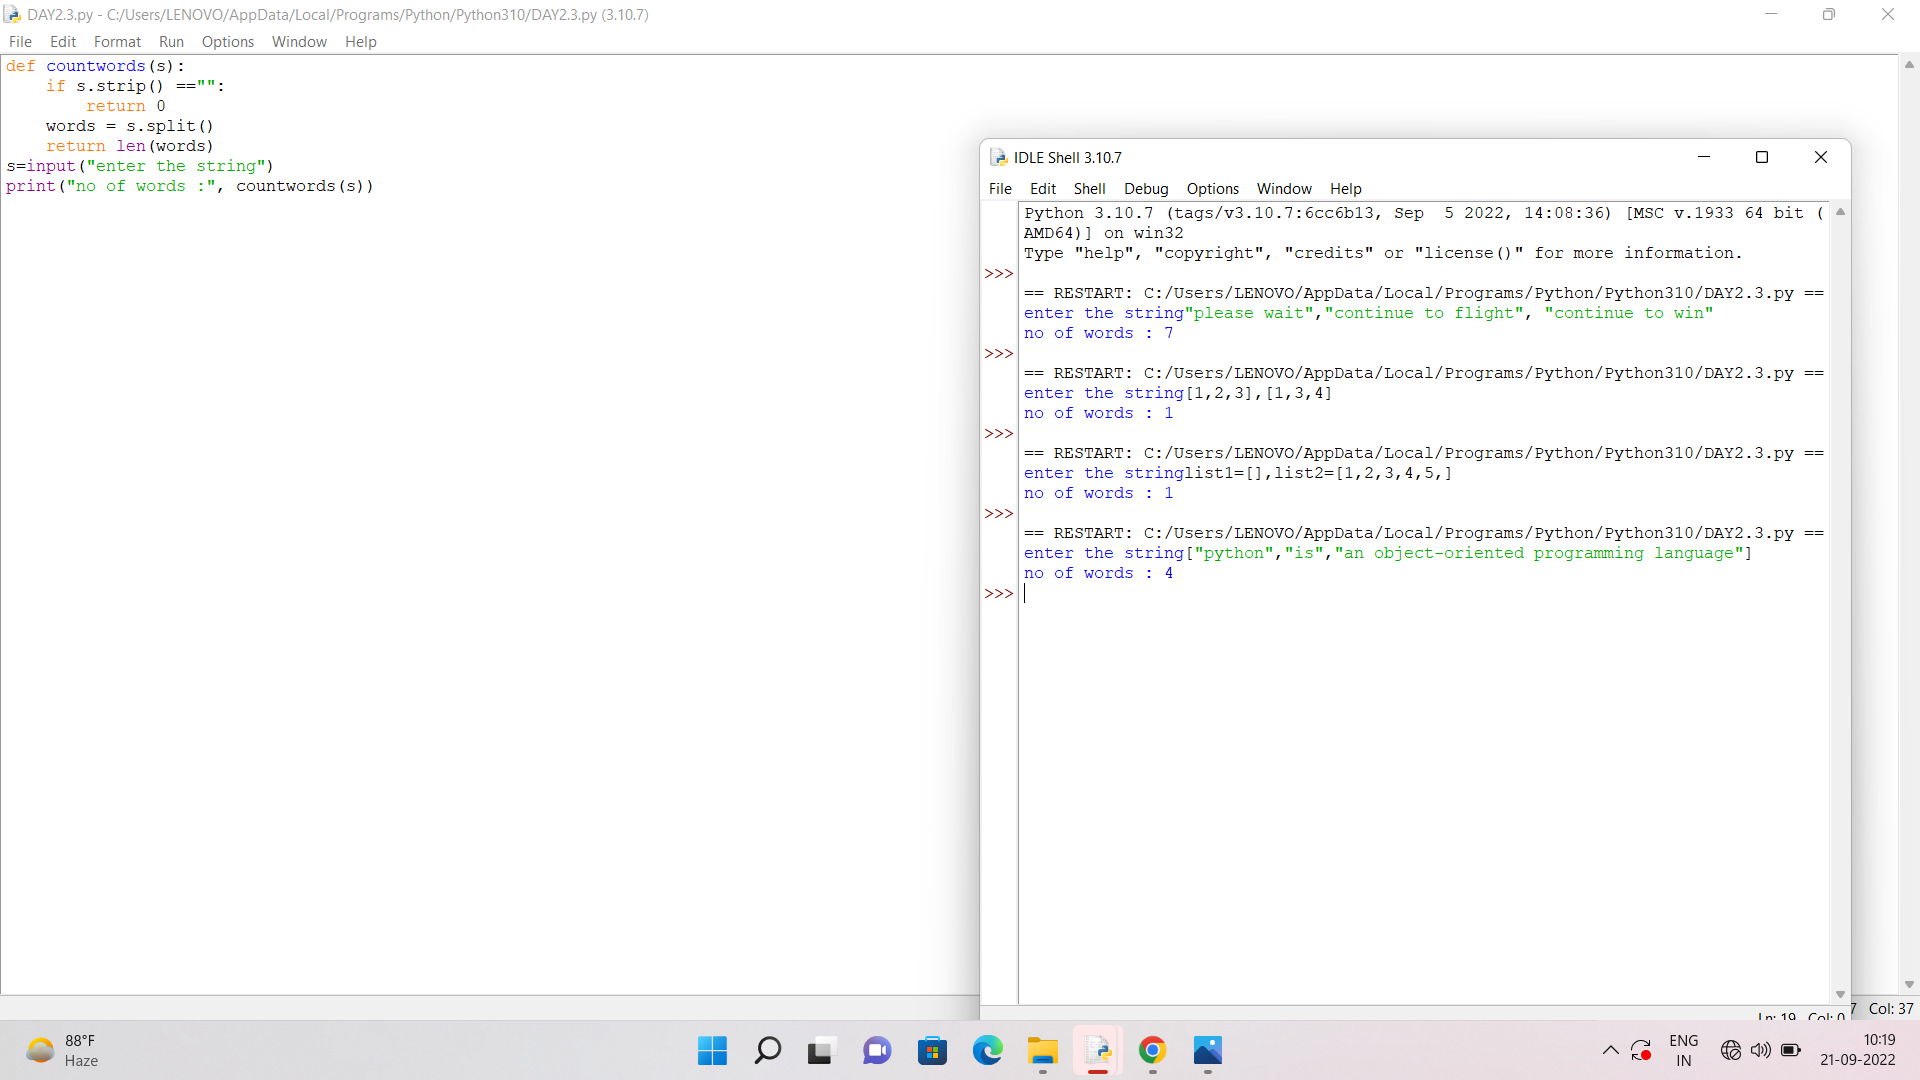 DAY2.3.py - C:/Users/LENOVO/AppData/Local/Programs/Python/Python310/DAY2.3.py (3.10.7)
File Edit Format Run Options Window Help
def countwords(s):
    if s.strip() =="":
        return 0
    words = s.split()
    return len(words)
s=input("enter the string")
print("no of words :", countwords(s))
IDLE Shell 3.10.7
File Edit Shell Debug Options Window Help
Python 3.10.7 (tags/v3.10.7:6cc6b13, Sep  5 2022, 14:08:36) [MSC v.1933 64 bit (
AMD64)] on win32
Type "help", "copyright", "credits" or "license()" for more information.
>>>
== RESTART: C:/Users/LENOVO/AppData/Local/Programs/Python/Python310/DAY2.3.py ==
enter the string"please wait","continue to flight", "continue to win"
no of words : 7
>>>
== RESTART: C:/Users/LENOVO/AppData/Local/Programs/Python/Python310/DAY2.3.py ==
enter the string[1,2,3],[1,3,4]
no of words : 1
>>>
== RESTART: C:/Users/LENOVO/AppData/Local/Programs/Python/Python310/DAY2.3.py ==
enter the stringlist1=[],list2=[1,2,3,4,5,]
no of words : 1
>>>
== RESTART: C:/Users/LENOVO/AppData/Local/Programs/Python/Python310/DAY2.3.py ==
enter the string["python","is","an object-oriented programming language"]
no of words : 4
>>>
Ln: 19 Col: 0
7 Col: 37
88°F
Haze
ENG
IN
10:19
21-09-2022